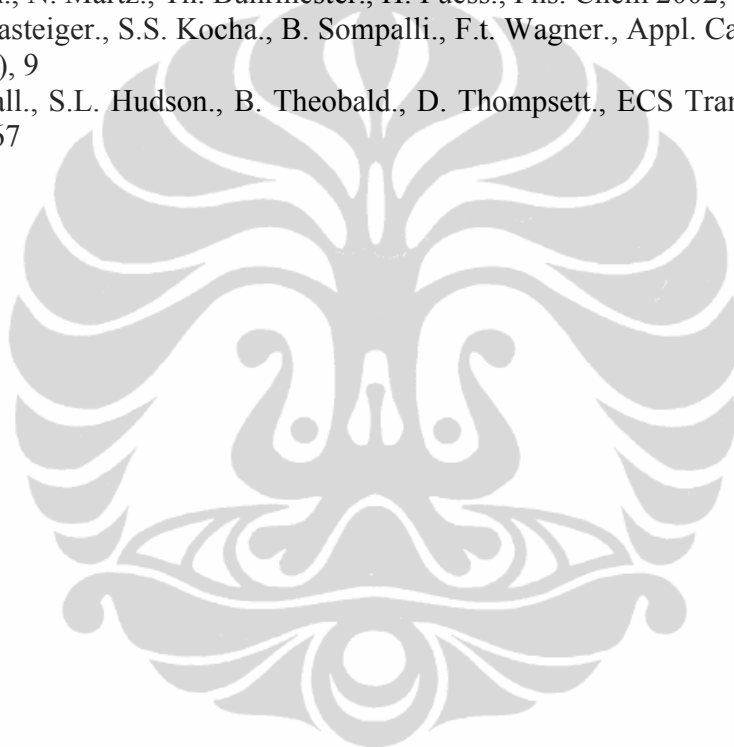 N. Martz., Th. Buhrmester., H. Fuess., Phs. Chem 2002,
asteiger., S.S. Kocha., B. Sompalli., F.t. Wagner., Appl. Ca
), 9
all., S.L. Hudson., B. Theobald., D. Thompsett., ECS Tran
67